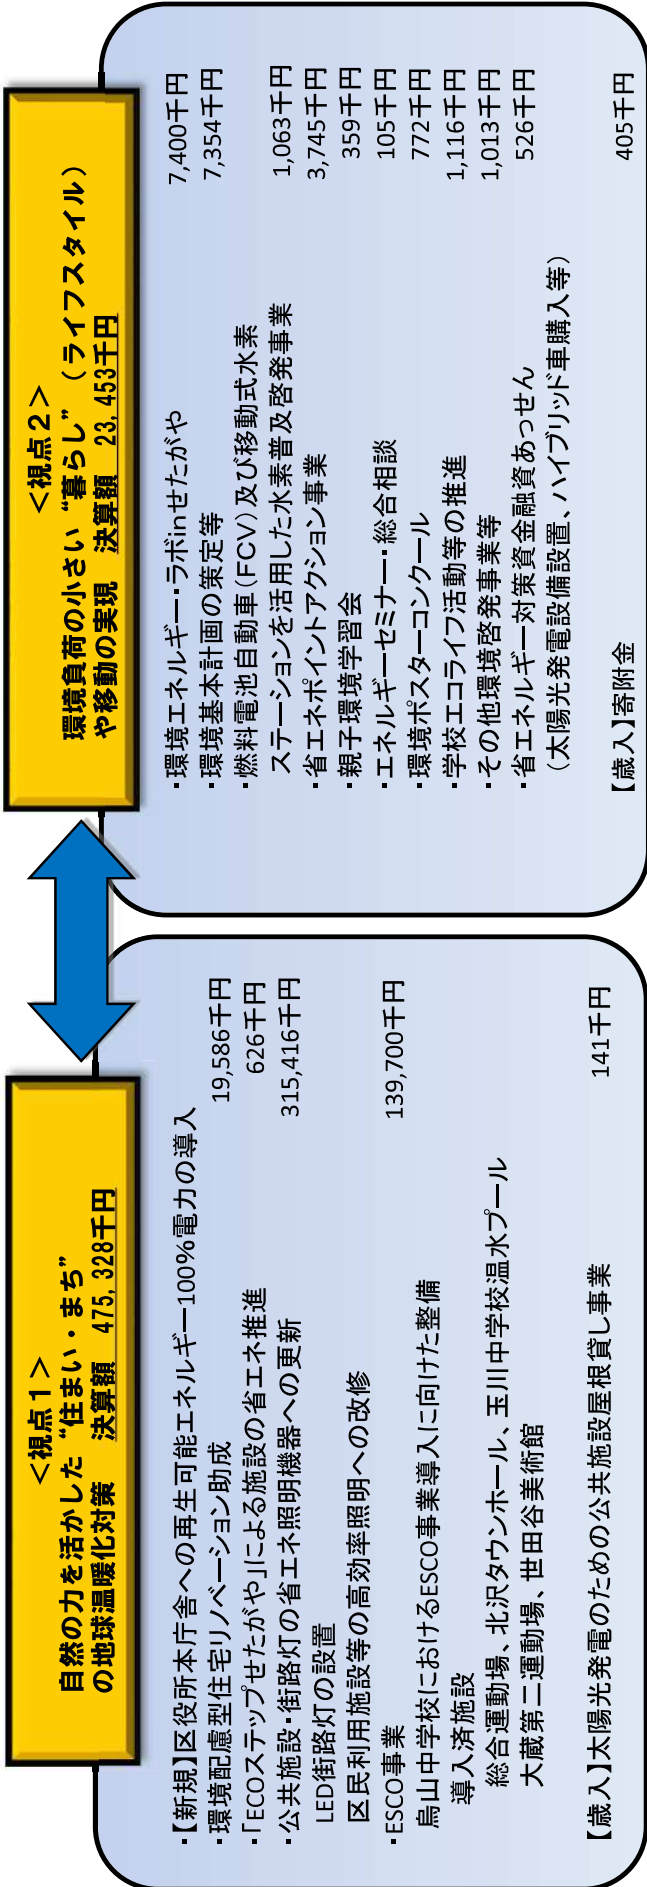 ＜視点１＞
自然の力を活かした“住まい・まち”
の地球温暖化対策　決算額　475,328千円
・【新規】区役所本庁舎への再生可能エネルギー100％電力の導入
・環境配慮型住宅リノベーション助成　19,586千円
・「ECOステップせたがや」による施設の省エネ推進　626千円
・公共施設・街路灯の省エネ照明機器への更新　315,416千円
LED街路灯の設置
区民利用施設等の高効率照明への改修
・ESCO事業　139,700千円
烏山中学校におけるESCO事業導入に向けた整備
導入済施設
総合運動場、北沢タウンホール、玉川中学校温水プール
大蔵第二運動場、世田谷美術館
【歳入】太陽光発電のための公共施設屋根貸し事業　141千円
＜視点２＞
環境負荷の小さい“暮らし”（ライフスタイル）
や移動の実現　決算額　23,453千円
・環境エネルギー・ラボinせたがや　7,400千円
・環境基本計画の策定等　7,354千円
・燃料電池自動車（FCV）及び移動式水素
ステーションを活用した水素普及啓発事業　1,063千円
・省エネポイントアクション事業　3,745千円
・親子環境学習会　359千円
・エネルギーセミナー・総合相談　105千円
・環境ポスターコンクール　772千円
・学校エコライフ活動等の推進　1,116千円
・その他環境啓発事業等　1,013千円
・省エネルギー対策資金融資あっせん　526千円
（太陽光発電設備設置、ハイブリッド車購入等）
【歳入】寄附金　405千円